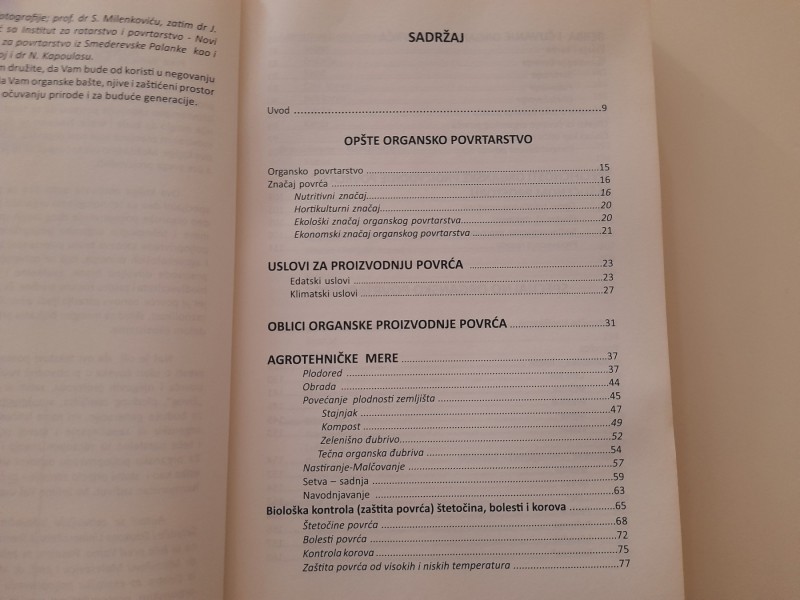 otografije; prof. dr S. Milenkoviću, zatim dr J.
sa Institut za ratarstvo i povrtarstvo - Novi
za povrtarstvo iz Smederevske Palanke kao i
i dr N. Kapoulasu.
družite, da Vam bude od koristi u negovanju
Vam organske bašte, njive i zaštićeni prostor
očuvanju prirode i za buduće generacije.
SADRŽAJ
Uvod ........................................9
OPŠTE ORGANSKO POVRTARSTVO
Organsko povrtarstvo ........................................15
Značaj povrća ........................................16
Nutritivni značaj........................................16
Hortikulturni značaj........................................20
Ekološki značaj organskog povrtarstva........................................20
Ekonomski značaj organskog povrtarstva ........................................21
USLOVI ZA PROIZVODNJU POVRĆA ........................................23
Edatski uslovi ........................................23
Klimatski uslovi ........................................27
OBLICI ORGANSKE PROIZVODNJE POVRĆA ........................................31
AGROTEHNIČKE MERE ........................................37
Plodored ........................................37
Obrada ........................................44
Povećanje plodnosti zemljišta ........................................45
Stajnjak ........................................47
Kompost ........................................49
Zelenišno đubrivo........................................52
Tečna organska đubriva ........................................54
Nastiranje-Malčovanje ........................................57
Setva – sadnja ........................................59
Navodnjavanje ........................................63
Biološka kontrola (zaštita povrća) štetočina, bolesti i korova ...............65
Štetočine povrća ........................................68
Bolesti povrća ........................................72
Kontrola korova ........................................75
Zaštita povrća od visokih i niskih temperatura ........................................77